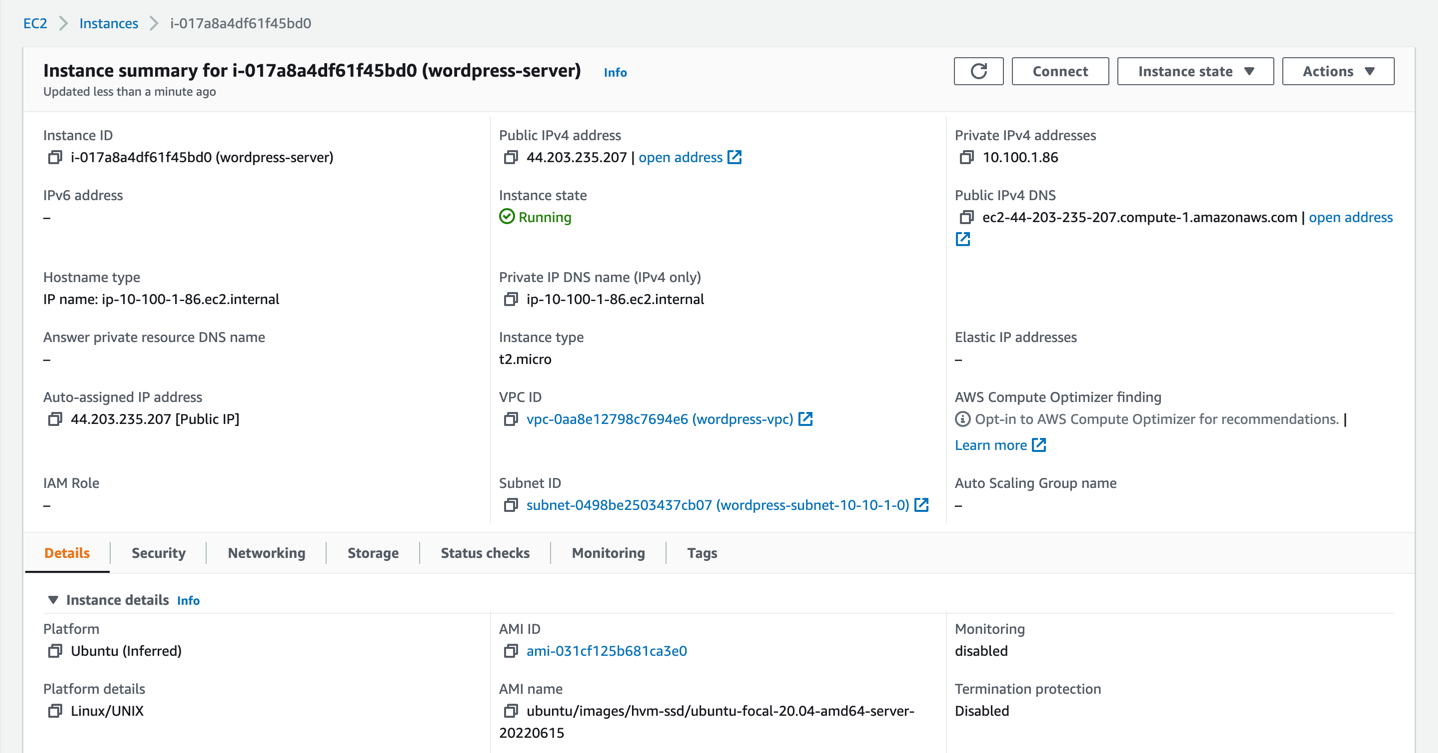 EC2 > Instances > i-017a8a4df61f45bd0
Instance summary for i-017a8a4df61f45bd0 (wordpress-server) Info
Updated less than a minute ago
Connect Instance state Actions
Instance ID
i-017a8a4df61f45bd0 (wordpress-server)
Public IPv4 address
44.203.235.207 | open address
Private IPv4 addresses
10.100.1.86
IPv6 address
–
Instance state
Running
Public IPv4 DNS
ec2-44-203-235-207.compute-1.amazonaws.com | open address
Hostname type
IP name: ip-10-100-1-86.ec2.internal
Private IP DNS name (IPv4 only)
ip-10-100-1-86.ec2.internal
Answer private resource DNS name
–
Instance type
t2.micro
Elastic IP addresses
–
Auto-assigned IP address
44.203.235.207 [Public IP]
VPC ID
vpc-0aa8e12798c7694e6 (wordpress-vpc)
AWS Compute Optimizer finding
Opt-in to AWS Compute Optimizer for recommendations. |
Learn more
IAM Role
–
Subnet ID
subnet-0498be2503437cb07 (wordpress-subnet-10-10-1-0)
Auto Scaling Group name
–
Details Security Networking Storage Status checks Monitoring Tags
Instance details Info
Platform
Ubuntu (Inferred)
AMI ID
ami-031cf125b681ca3e0
Monitoring
disabled
Platform details
Linux/UNIX
AMI name
ubuntu/images/hvm-ssd/ubuntu-focal-20.04-amd64-server-
20220615
Termination protection
Disabled